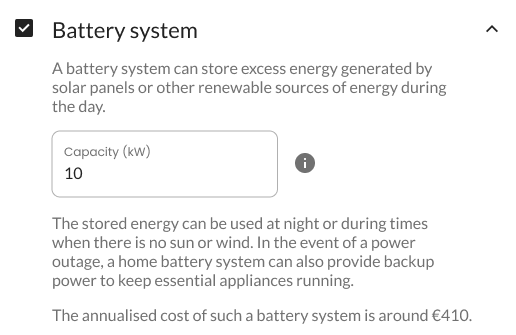 Battery system
A battery system can store excess energy generated by
solar panels or other renewable sources of energy during
the day.
Capacity (kW)
10
i
The stored energy can be used at night or during times
when there is no sun or wind. In the event of a power
outage, a home battery system can also provide backup
power to keep essential appliances running.
The annualised cost of such a battery system is around €410.